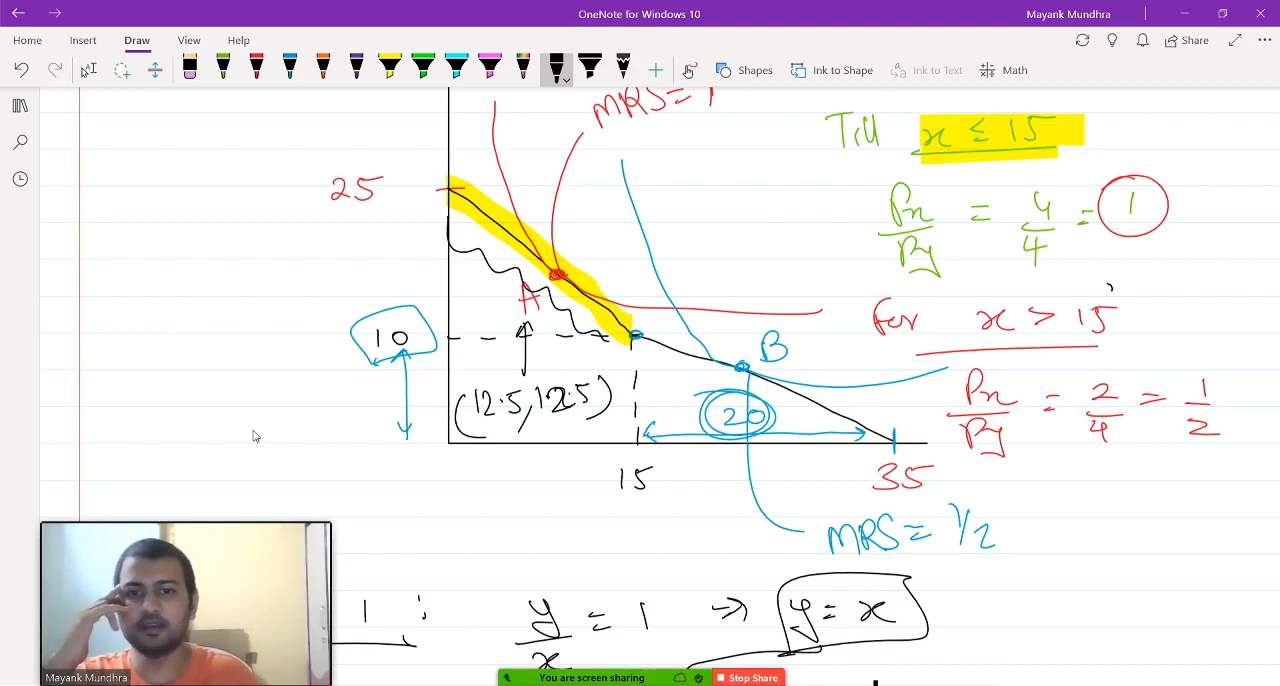 OneNote for Windows 10
Mayank Mundhra
Home Insert Draw View Help
Share
Shapes Ink to Shape Ink to Text Math
MRS = 1
Till x ≤ 15
25
Px/Py = 4/4 = 1
A
For x > 15
10
B
(12.5, 12.5)
20
Px/Py = 2/4 = 1/2
15
35
MRS = 1/2
1 :
y/x = 1 → y = x
Mayank Mundhra
You are screen sharing Stop Share